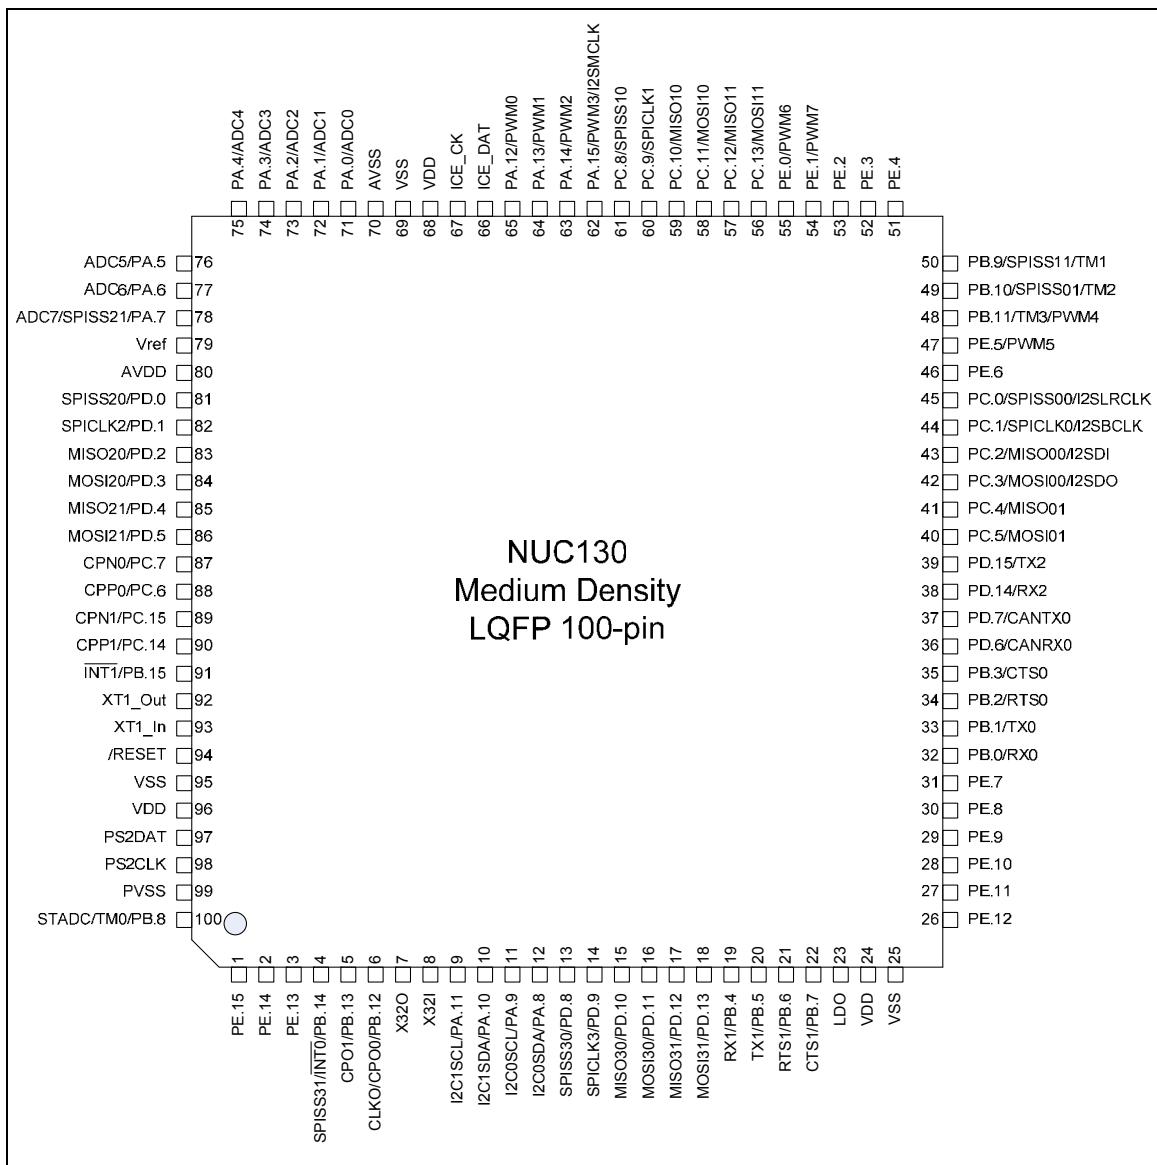 PA.4/ADC4
PA.3/ADC3
PA.2/ADC2
PA.1/ADC1
PA.0/ADC0
AVSS
VSS
VDD
ICE_CK
ICE_DAT
PA.12/PWM0
PA.13/PWM1
PA.14/PWM2
PA.15/PWM3/I2SMCLK
PC.8/SPISS10
PC.9/SPICLK1
PC.10/MISO10
PC.11/MOSI10
PC.12/MISO11
PC.13/MOSI11
PE.0/PWM6
PE.1/PWM7
PE.2
PE.3
PE.4
75 74 73 72 71 70 69 68 67 66 65 64 63 62 61 60 59 58 57 56 55 54 53 52 51
ADC5/PA.5 76
ADC6/PA.6 77
ADC7/SPISS21/PA.7 78
Vref 79
AVDD 80
SPISS20/PD.0 81
SPICLK2/PD.1 82
MISO20/PD.2 83
MOSI20/PD.3 84
MISO21/PD.4 85
MOSI21/PD.5 86
CPN0/PC.7 87
CPP0/PC.6 88
CPN1/PC.15 89
CPP1/PC.14 90
INT1/PB.15 91
XT1_Out 92
XT1_In 93
/RESET 94
VSS 95
VDD 96
PS2DAT 97
PS2CLK 98
PVSS 99
STADC/TM0/PB.8 100
NUC130
Medium Density
LQFP 100-pin
50 PB.9/SPISS11/TM1
49 PB.10/SPISS01/TM2
48 PB.11/TM3/PWM4
47 PE.5/PWM5
46 PE.6
45 PC.0/SPISS00/I2SLRCLK
44 PC.1/SPICLK0/I2SBCLK
43 PC.2/MISO00/I2SDI
42 PC.3/MOSI00/I2SDO
41 PC.4/MISO01
40 PC.5/MOSI01
39 PD.15/TX2
38 PD.14/RX2
37 PD.7/CANTX0
36 PD.6/CANRX0
35 PB.3/CTS0
34 PB.2/RTS0
33 PB.1/TX0
32 PB.0/RX0
31 PE.7
30 PE.8
29 PE.9
28 PE.10
27 PE.11
26 PE.12
1 2 3 4 5 6 7 8 9 10 11 12 13 14 15 16 17 18 19 20 21 22 23 24 25
PE.15
PE.14
PE.13
SPISS31/INT0/PB.14
CPO1/PB.13
CLKO/CPO0/PB.12
X32O
X32I
I2C1SCL/PA.11
I2C1SDA/PA.10
I2C0SCL/PA.9
I2C0SDA/PA.8
SPISS30/PD.8
SPICLK3/PD.9
MISO30/PD.10
MOSI30/PD.11
MISO31/PD.12
MOSI31/PD.13
RX1/PB.4
TX1/PB.5
RTS1/PB.6
CTS1/PB.7
LDO
VDD
VSS